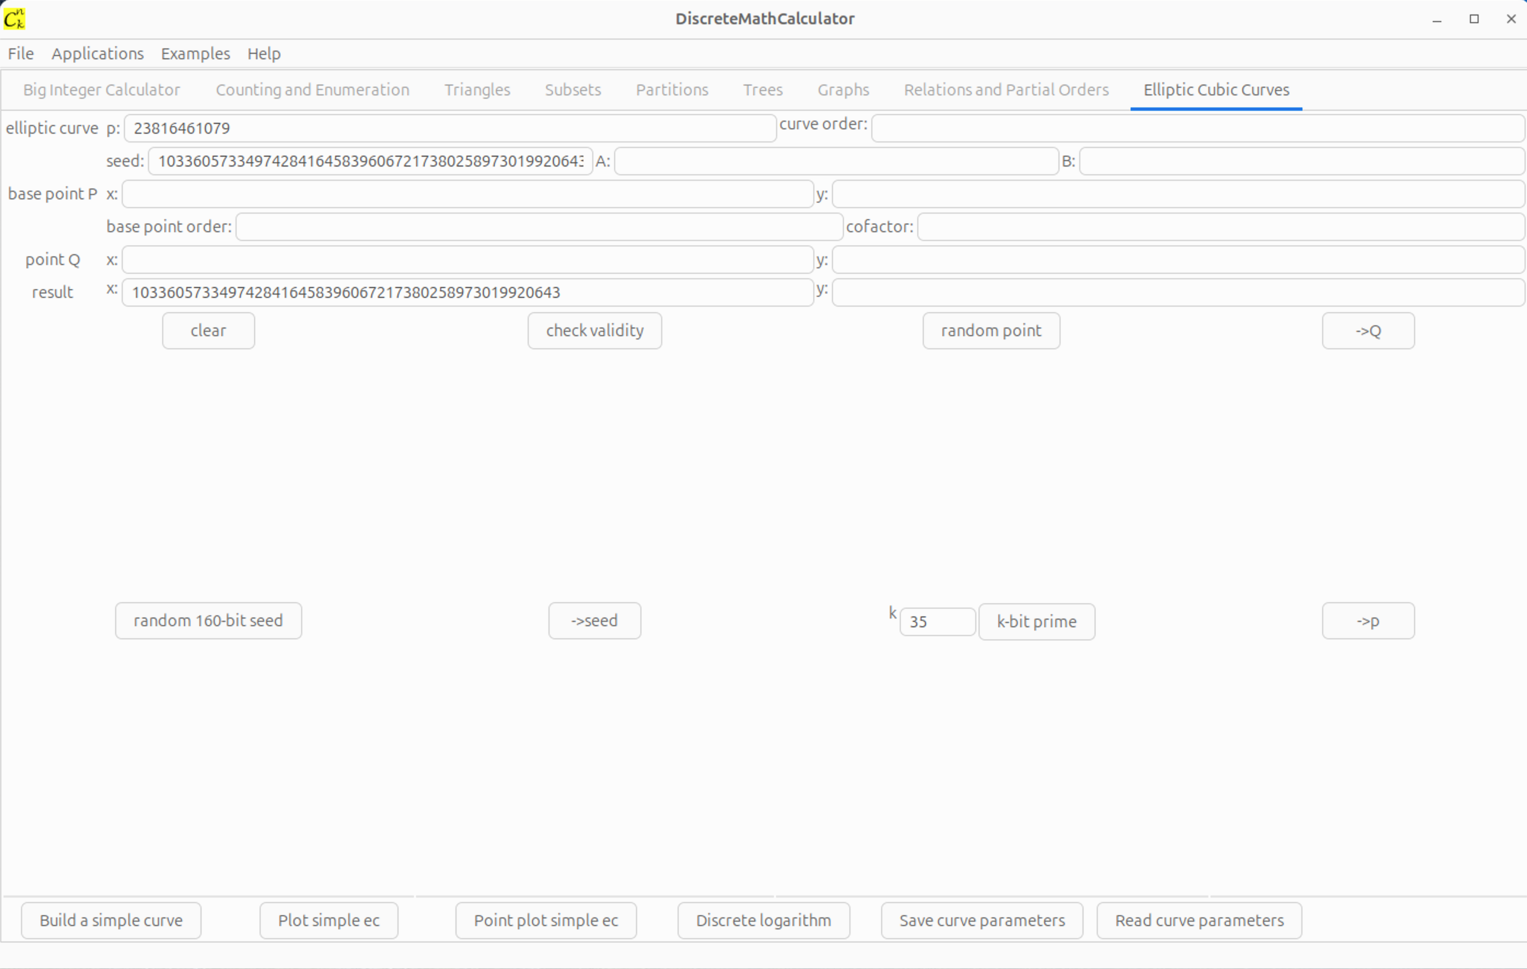 DiscreteMathCalculator
File Applications Examples Help
Big Integer Calculator Counting and Enumeration Triangles Subsets Partitions Trees Graphs Relations and Partial Orders Elliptic Cubic Curves
elliptic curve p: 23816461079 curve order:
seed: 1033605733497428416458396067217380258973019920643 A: B:
base point P x: y:
base point order: cofactor:
point Q x: y:
result x: 1033605733497428416458396067217380258973019920643 y:
clear check validity random point ->Q
random 160-bit seed ->seed k 35 k-bit prime ->p
Build a simple curve Plot simple ec Point plot simple ec Discrete logarithm Save curve parameters Read curve parameters